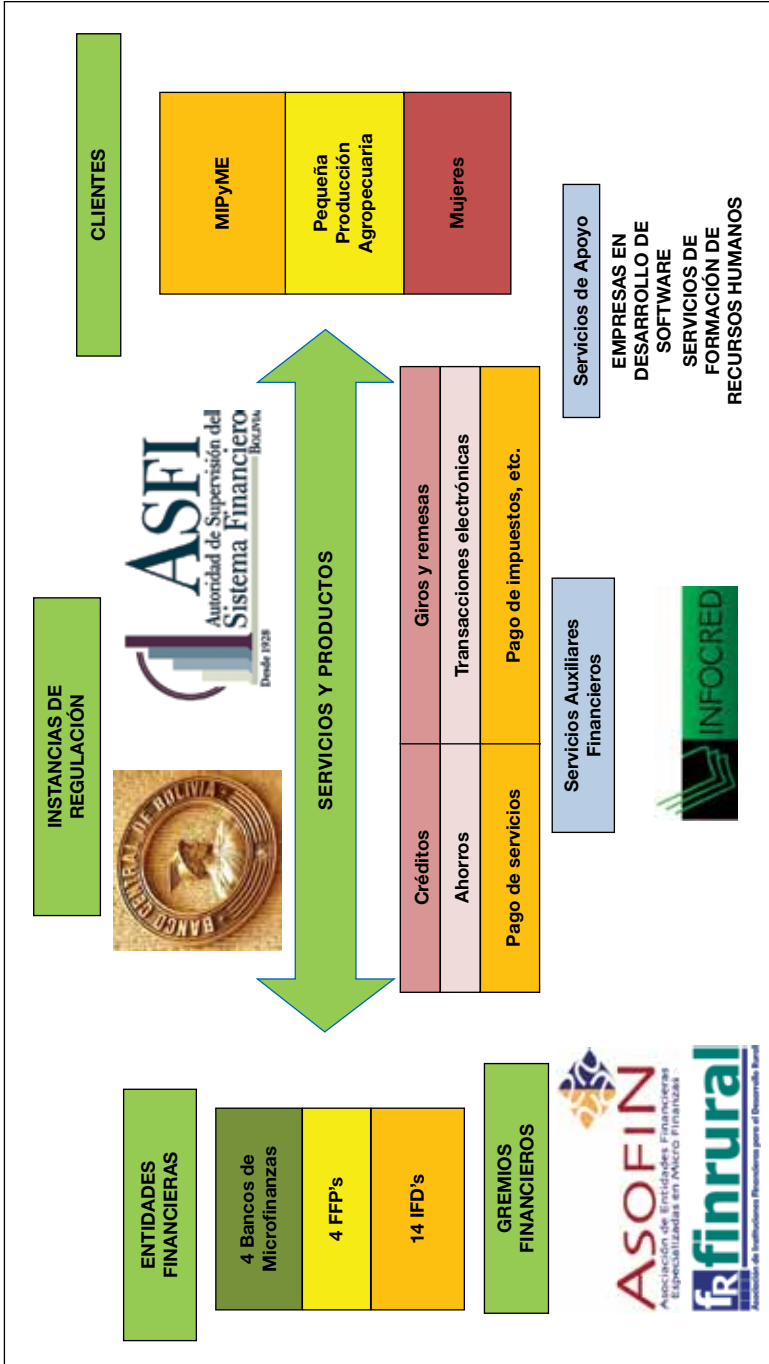 ENTIDADES
FINANCIERAS
4 Bancos de
Microfinanzas
4 FFP's
14 IFD's
GREMIOS
FINANCIEROS
ASOFIN
Asociación de Entidades Financieras
Especializadas en Micro Finanzas
fR finrural
Asociación de Instituciones Financieras para el Desarrollo Rural
INSTANCIAS DE
REGULACIÓN
BANCO CENTRAL DE BOLIVIA
ASFI
Autoridad de Supervisión del
Sistema Financiero
BOLIVIA
Desde 1928
SERVICIOS Y PRODUCTOS
Créditos
Giros y remesas
Ahorros
Transacciones electrónicas
Pago de servicios
Pago de impuestos, etc.
Servicios Auxiliares
Financieros
INFOCRED
CLIENTES
MIPyME
Pequeña
Producción
Agropecuaria
Mujeres
Servicios de Apoyo
EMPRESAS EN
DESARROLLO DE
SOFTWARE
SERVICIOS DE
FORMACIÓN DE
RECURSOS HUMANOS